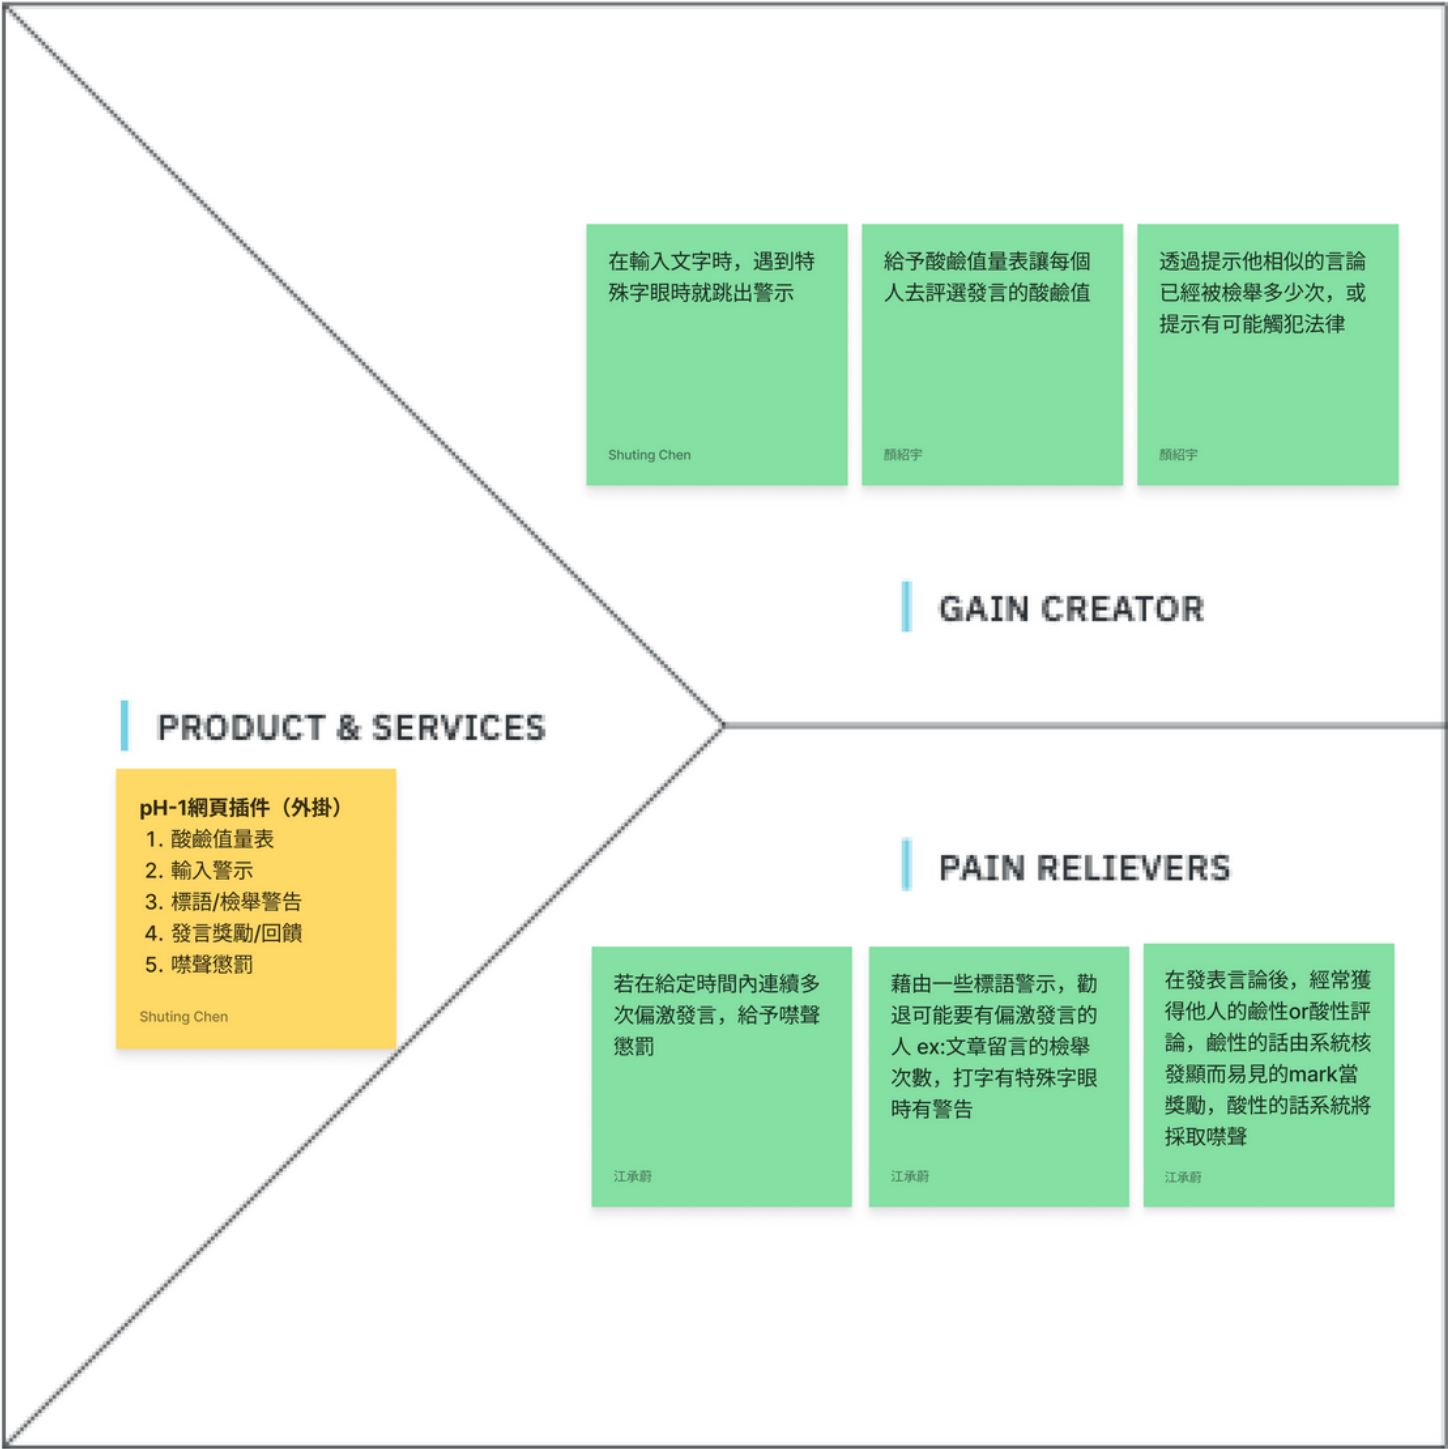 在輸入文字時，遇到特
殊字眼時就跳出警示
Shuting Chen
給予酸鹼值量表讓每個
人去評選發言的酸鹼值
顏紹宇
透過提示他相似的言論
已經被檢舉多少次，或
提示有可能觸犯法律
顏紹宇
GAIN CREATOR
PRODUCT & SERVICES
pH-1網頁插件（外掛）
1. 酸鹼值量表
2. 輸入警示
3. 標語/檢舉警告
4. 發言獎勵/回饋
5. 噤聲懲罰
Shuting Chen
PAIN RELIEVERS
若在給定時間內連續多
次偏激發言，給予噤聲
懲罰
江承蔚
藉由一些標語警示，勸
退可能要有偏激發言的
人 ex:文章留言的檢舉
次數，打字有特殊字眼
時有警告
江承蔚
在發表言論後，經常獲
得他人的鹼性or酸性評
論，鹼性的話由系統核
發顯而易見的mark當
獎勵，酸性的話系統將
採取噤聲
江承蔚